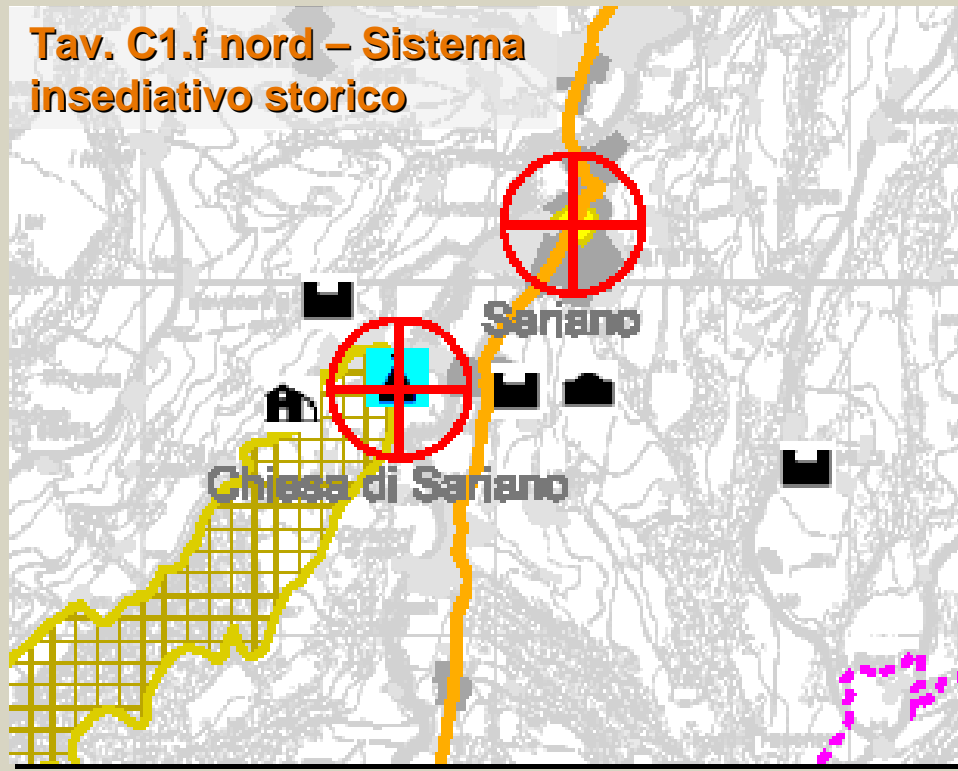 Tav. C1.f nord – Sistema
insediativo storico
Sariano
Chiesa di Sariano